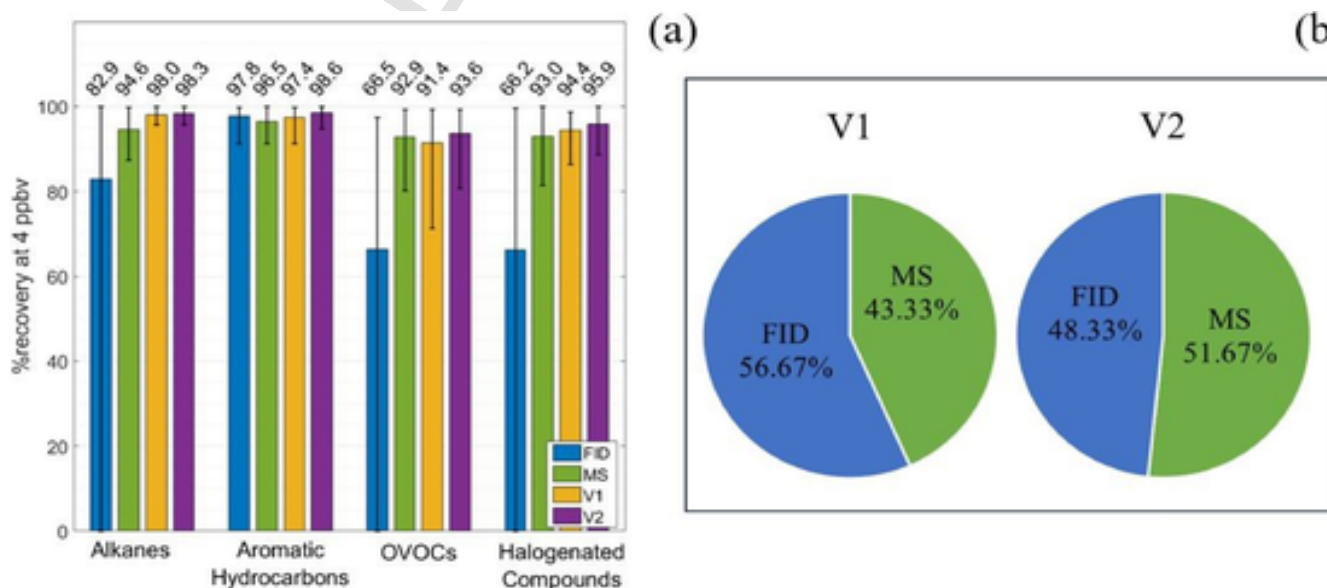 (a)
82.9 94.6 98.0 98.3 97.8 96.5 97.4 98.6 66.5 92.9 91.4 93.6 66.2 93.0 94.4 95.9
%recovery at 4 ppbv
100
80
60
40
20
0
FID
MS
V1
V2
Alkanes
Aromatic
Hydrocarbons
OVOCs
Halogenated
Compounds
(b
V1
V2
FID
56.67%
MS
43.33%
FID
48.33%
MS
51.67%